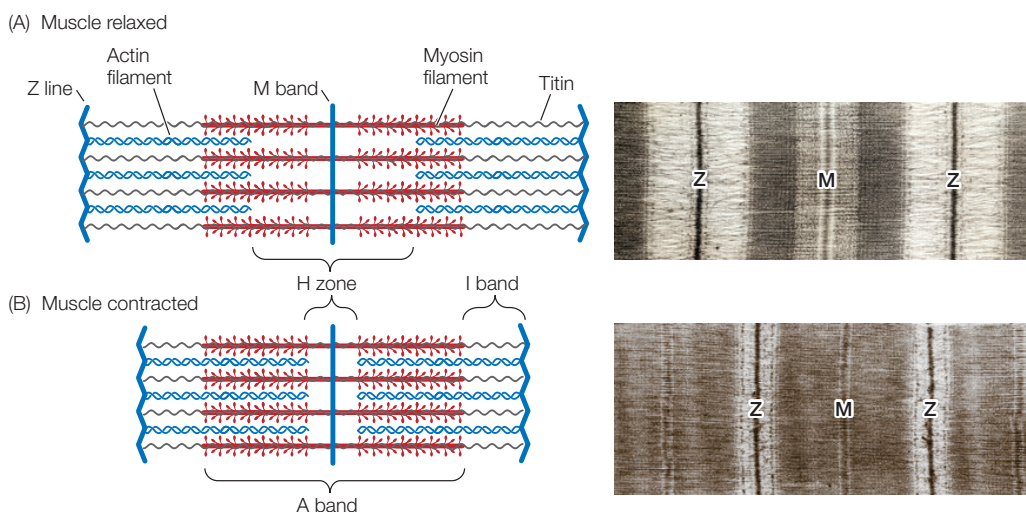 (A) Muscle relaxed
Actin
filament
Myosin
filament
Z line
M band
Titin
Z
M
Z
H zone
I band
(B) Muscle contracted
Z
M
Z
A band